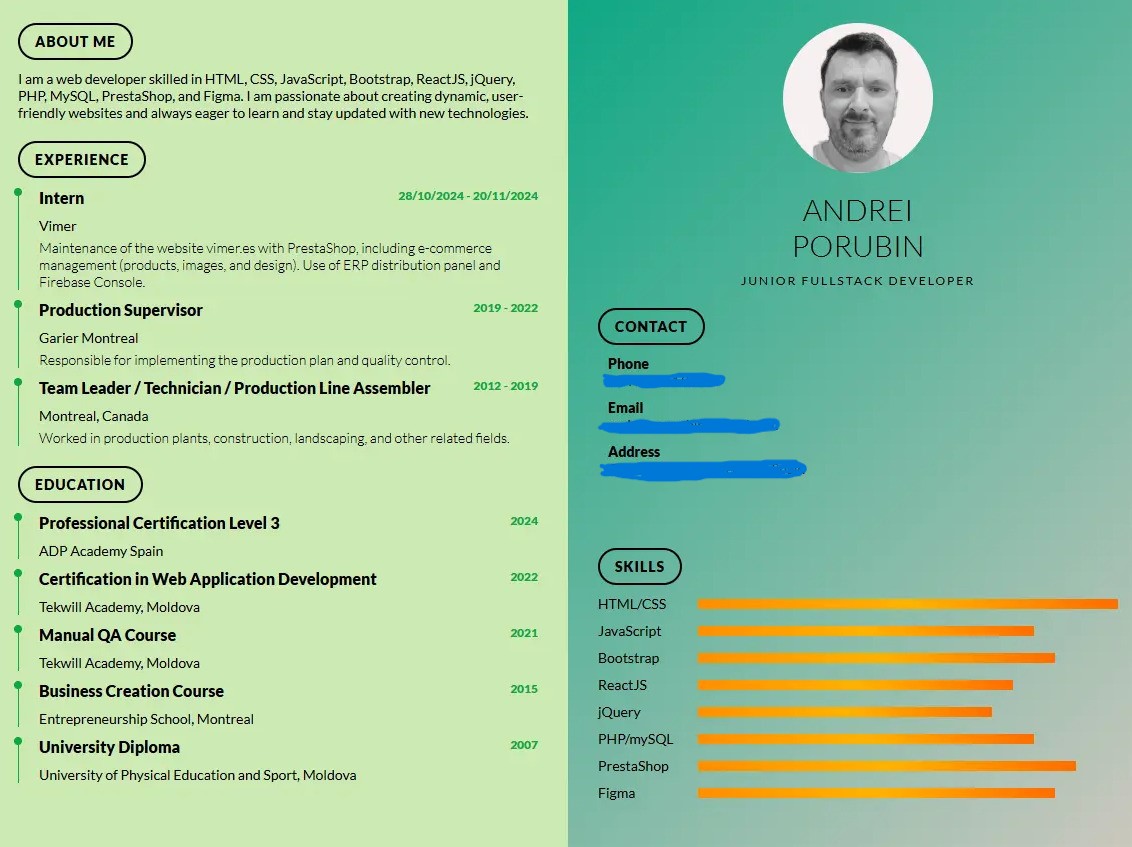 ABOUT ME
I am a web developer skilled in HTML, CSS, JavaScript, Bootstrap, ReactJS, jQuery,
PHP, MySQL, PrestaShop, and Figma. I am passionate about creating dynamic, user-
friendly websites and always eager to learn and stay updated with new technologies.
EXPERIENCE
Intern 28/10/2024 - 20/11/2024
Vimer
Maintenance of the website vimer.es with PrestaShop, including e-commerce
management (products, images, and design). Use of ERP distribution panel and
Firebase Console.
Production Supervisor 2019 - 2022
Garier Montreal
Responsible for implementing the production plan and quality control.
Team Leader / Technician / Production Line Assembler 2012 - 2019
Montreal, Canada
Worked in production plants, construction, landscaping, and other related fields.
EDUCATION
Professional Certification Level 3 2024
ADP Academy Spain
Certification in Web Application Development 2022
Tekwill Academy, Moldova
Manual QA Course 2021
Tekwill Academy, Moldova
Business Creation Course 2015
Entrepreneurship School, Montreal
University Diploma 2007
University of Physical Education and Sport, Moldova
ANDREI
PORUBIN
JUNIOR FULLSTACK DEVELOPER
CONTACT
Phone
Email
Address
SKILLS
HTML/CSS
JavaScript
Bootstrap
ReactJS
jQuery
PHP/mySQL
PrestaShop
Figma